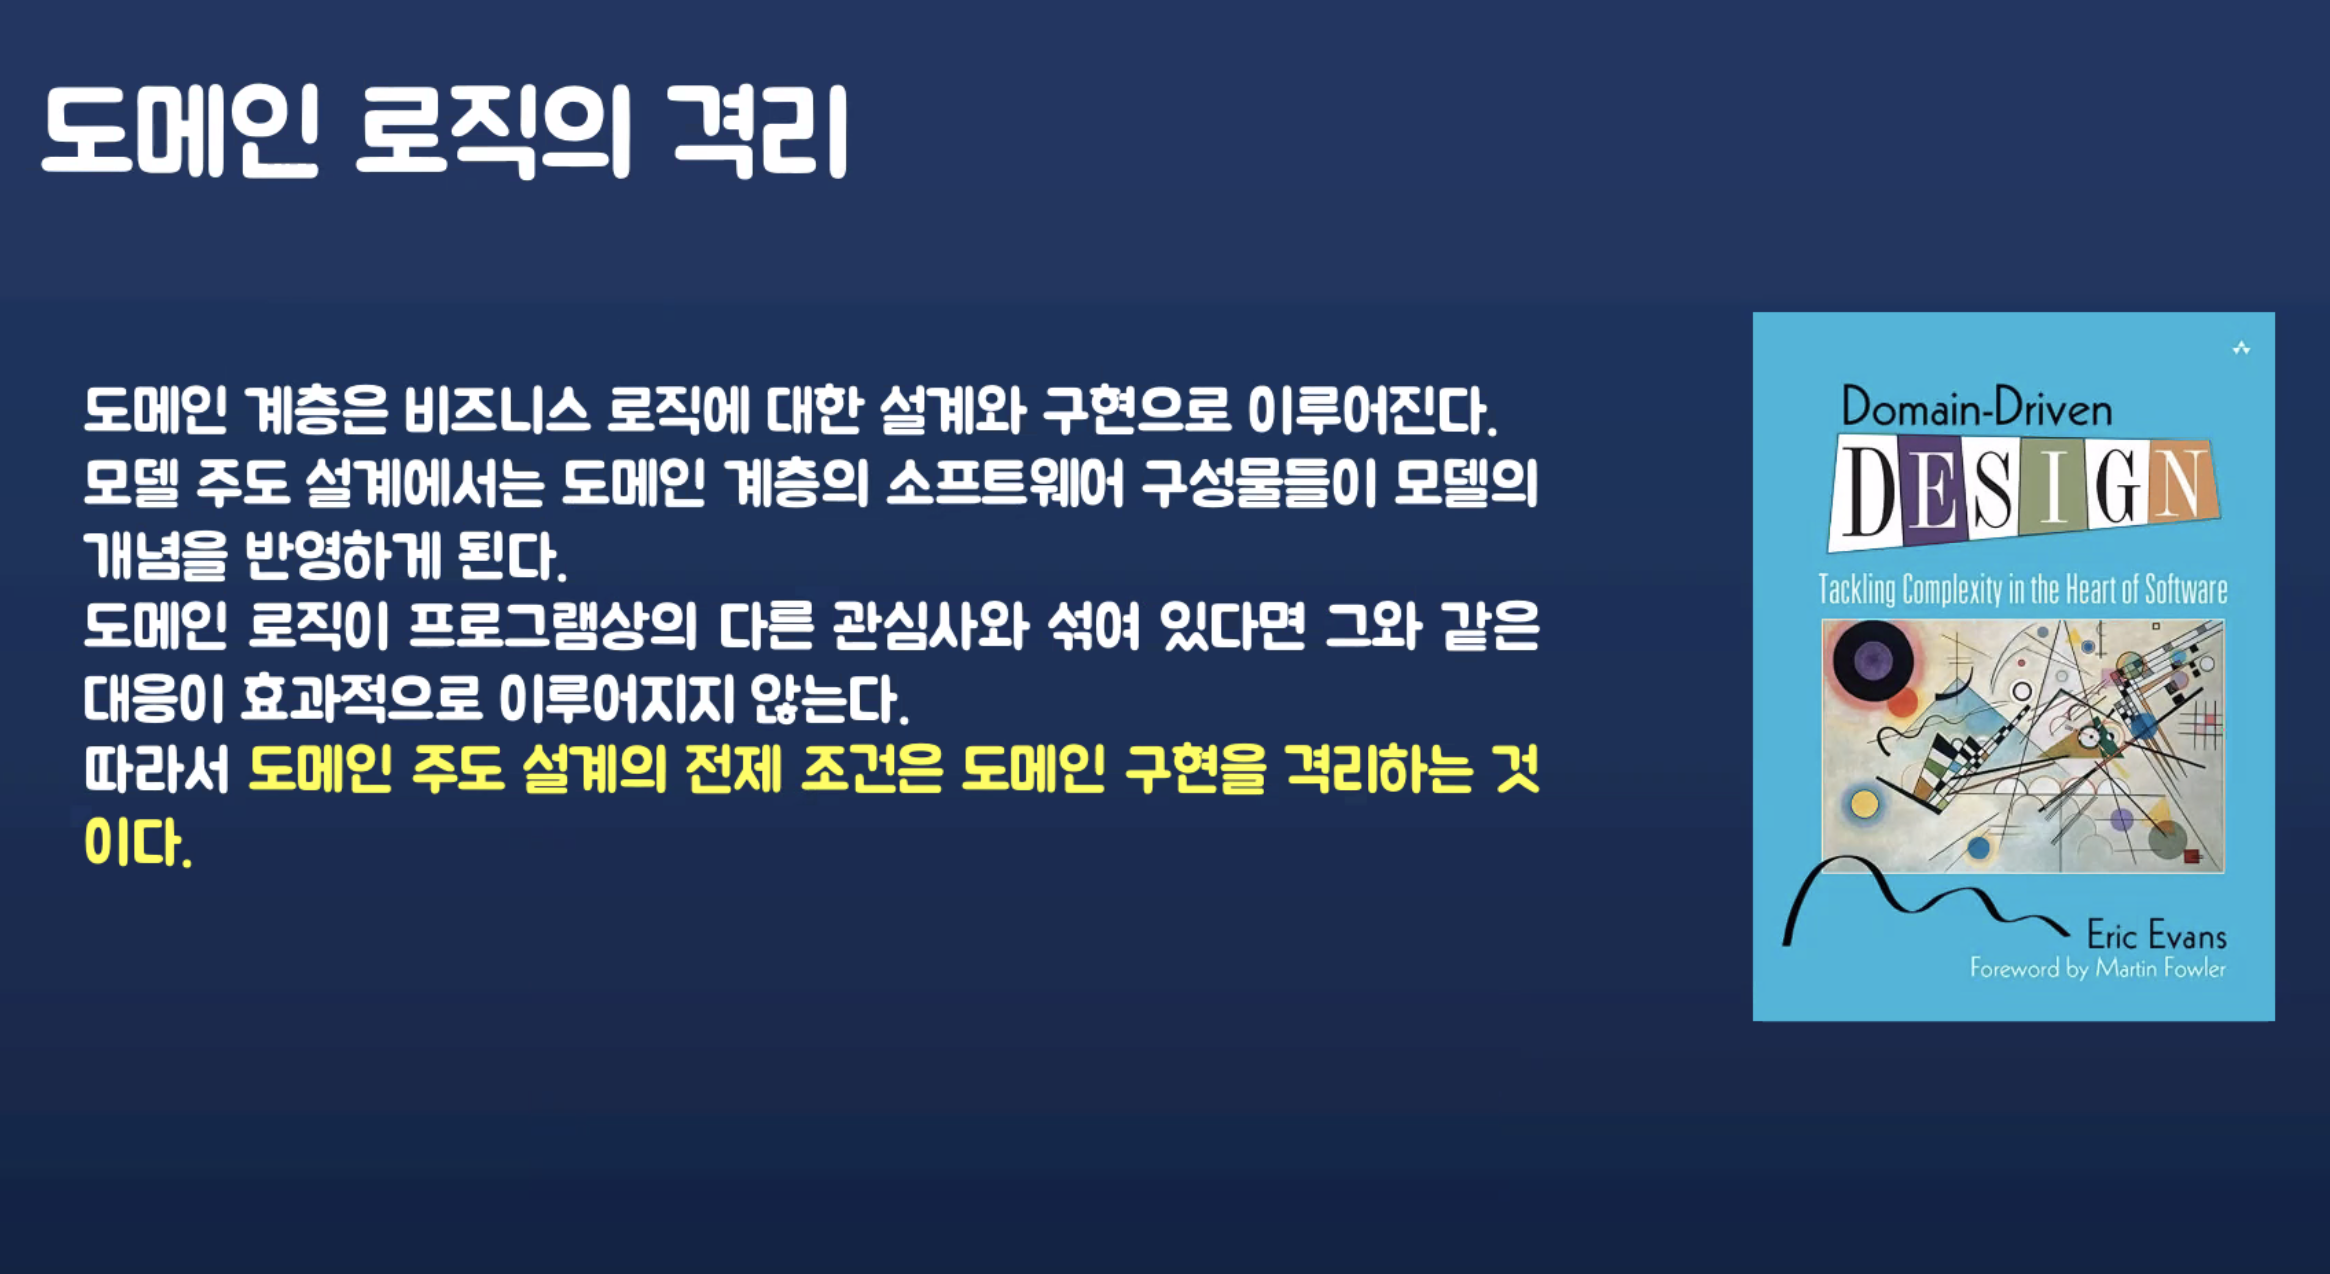 도메인 로직의 격리
도메인 계층은 비즈니스 로직에 대한 설계와 구현으로 이루어진다.
모델 주도 설계에서는 도메인 계층의 소프트웨어 구성물들이 모델의
개념을 반영하게 된다.
도메인 로직이 프로그램상의 다른 관심사와 섞여 있다면 그와 같은
대응이 효과적으로 이루어지지 않는다.
따라서 도메인 주도 설계의 전제 조건은 도메인 구현을 격리하는 것
이다.
Domain-Driven
DESIGN
Tackling Complexity in the Heart of Software
Eric Evans
Foreword by Martin Fowler